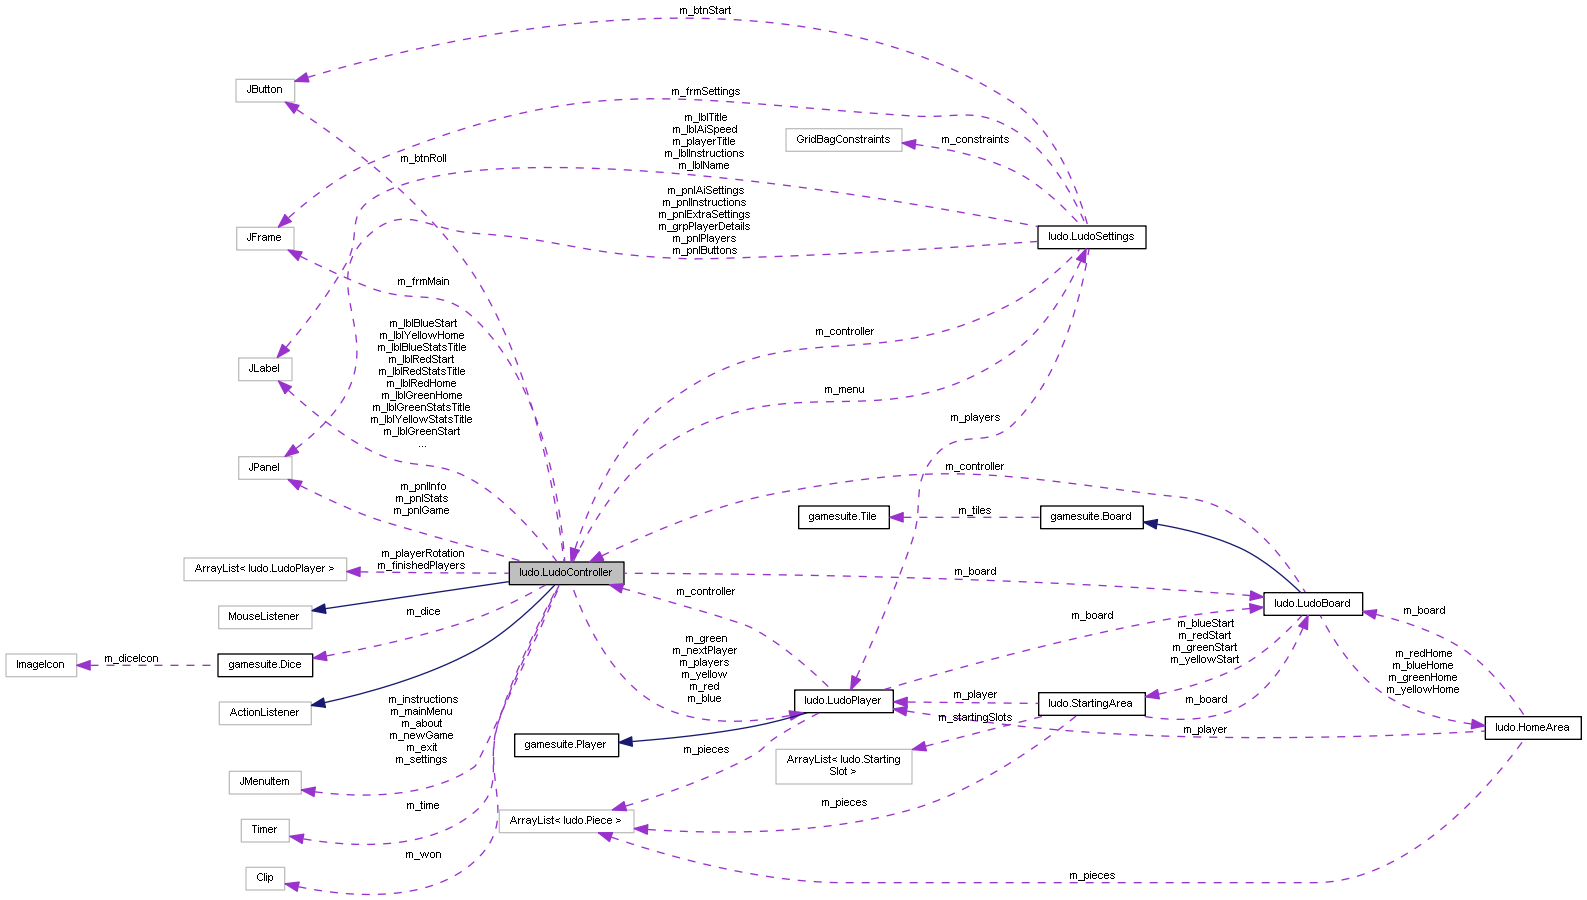 m_btnStart
JButton
m_frmSettings
m_lblTitle
m_lblAiSpeed
m_playerTitle
m_lblInstructions
m_lblName
GridBagConstraints
m_constraints
m_btnRoll
m_pnlAiSettings
m_pnlInstructions
m_pnlExtraSettings
m_grpPlayerDetails
m_pnlPlayers
m_pnlButtons
JFrame
ludo.LudoSettings
m_frmMain
m_lblBlueStart
m_lblYellowHome
m_lblBlueStatsTitle
m_lblRedStart
m_lblRedStatsTitle
m_lblRedHome
m_lblGreenHome
m_lblGreenStatsTitle
m_lblYellowStatsTitle
m_lblGreenStart
...
m_controller
JLabel
m_menu
m_players
JPanel
m_controller
m_pnlInfo
m_pnlStats
m_pnlGame
gamesuite.Tile
m_tiles
gamesuite.Board
ArrayList< ludo.LudoPlayer >
m_playerRotation
m_finishedPlayers
ludo.LudoController
m_board
m_controller
MouseListener
m_dice
m_board
ludo.LudoBoard
m_board
m_blueStart
m_redStart
m_greenStart
m_yellowStart
m_green
m_nextPlayer
m_players
m_yellow
m_red
m_blue
m_redHome
m_blueHome
m_greenHome
m_yellowHome
ImageIcon
m_diceIcon
gamesuite.Dice
ludo.LudoPlayer
m_player
ludo.StartingArea
m_board
ActionListener
m_instructions
m_mainMenu
m_about
m_newGame
m_exit
m_settings
m_startingSlots
m_player
ludo.HomeArea
gamesuite.Player
m_pieces
ArrayList< ludo.Starting
Slot >
JMenuItem
m_time
m_pieces
Timer
ArrayList< ludo.Piece >
m_won
Clip
m_pieces